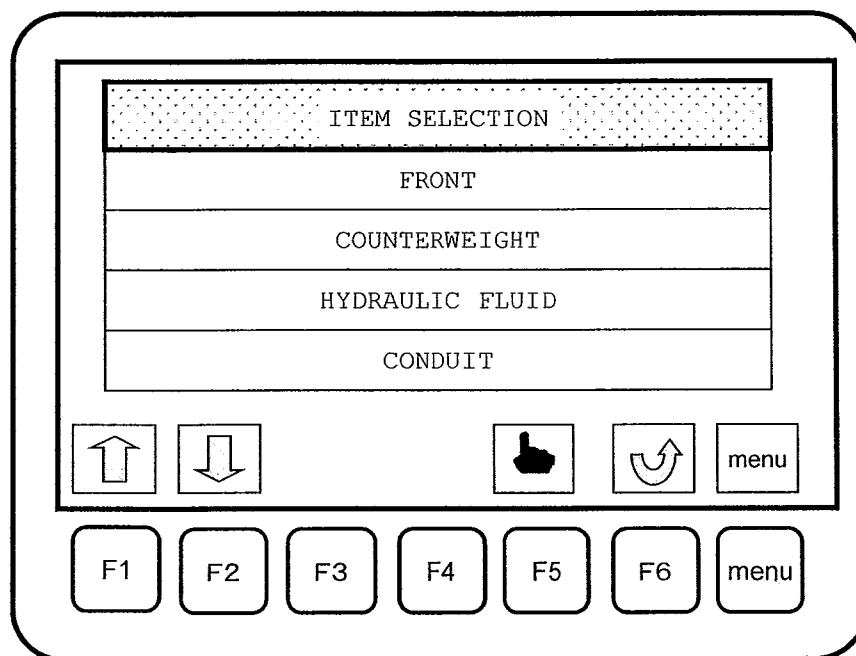 ITEM SELECTION
FRONT
COUNTERWEIGHT
HYDRAULIC FLUID
CONDUIT
menu
F1 F2 F3 F4 F5 F6 menu